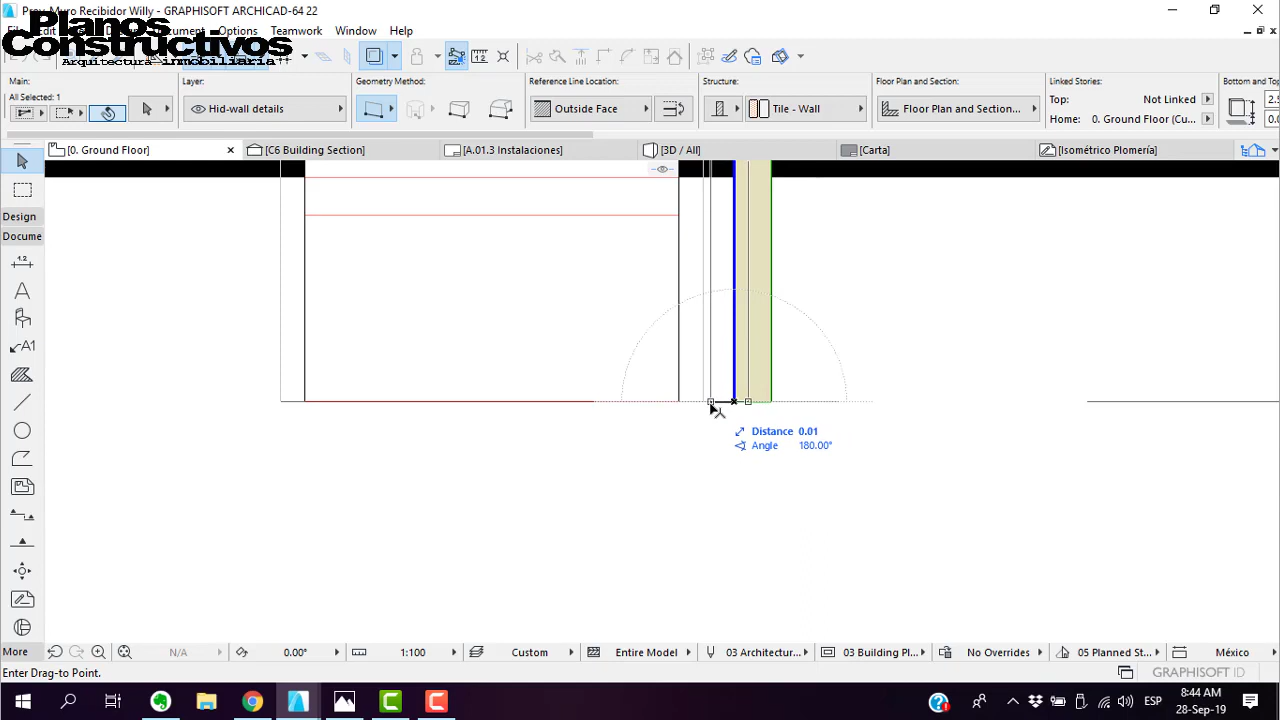 Prev. Muro Recibidor Willy - GRAPHISOFT ARCHICAD-64 22
Options Teamwork Window Help
Planos
Constructivos
Arquitectura inmobiliaria
Main: Layer: Geometry Method: Reference Line Location: Structure: Floor Plan and Section: Linked Stories: Bottom and Top
All Selected: 1
Hid-wall details
Outside Face
Tile - Wall
Floor Plan and Section...
Top: Not Linked
Home: 0. Ground Floor (Cu...
[0. Ground Floor] [C6 Building Section] [A.01.3 Instalaciones] [3D / All] [Carta] [Isométrico Plomería]
Design
Docume
1.2
A
A1
Distance 0.01
Angle 180.00°
More N/A 0.00° 1:100 Custom Entire Model 03 Architectur... 03 Building Pl... No Overrides 05 Planned St... México
Enter Drag-to Point. GRAPHISOFT ID
ESP
8:44 AM
28-Sep-19